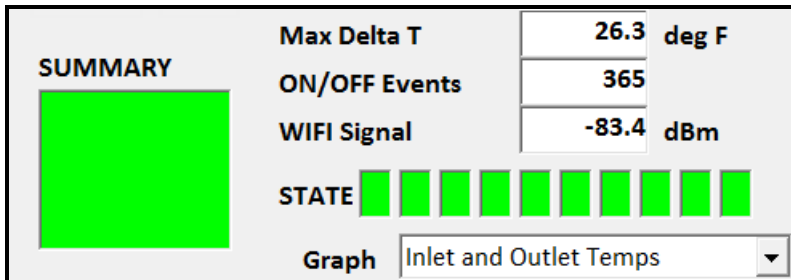 SUMMARY
Max Delta T 26.3 deg F
ON/OFF Events 365
WIFI Signal -83.4 dBm
STATE
Graph Inlet and Outlet Temps